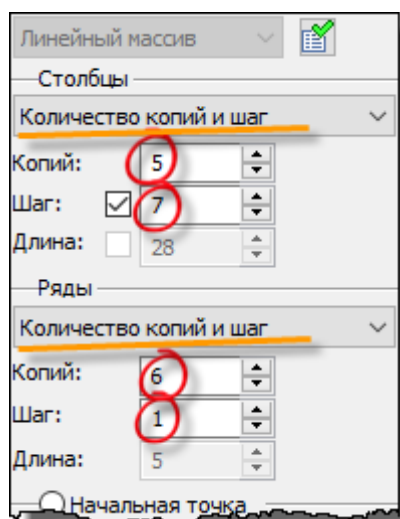 Линейный массив
Столбцы
Количество копий и шаг
Копий: 5
Шаг: 7
Длина: 28
Ряды
Количество копий и шаг
Копий: 6
Шаг: 1
Длина: 5
Начальная точка